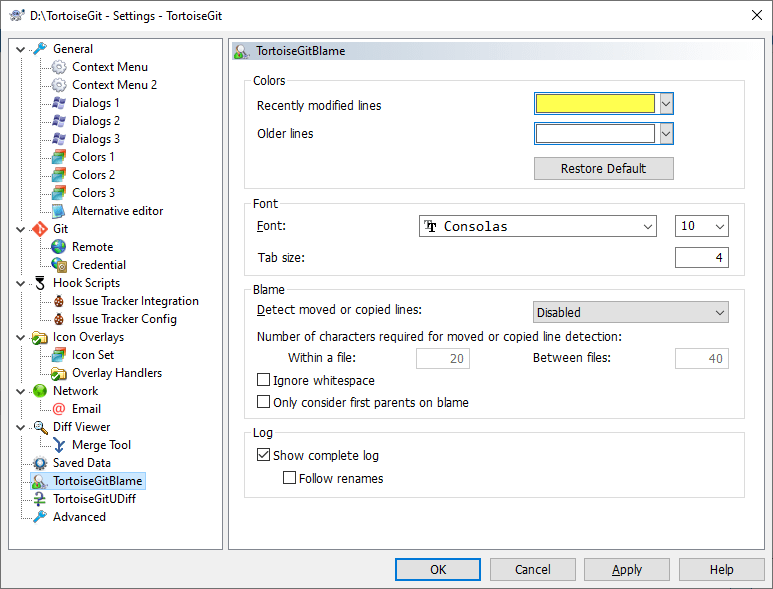 D:\TortoiseGit - Settings - TortoiseGit
General
Context Menu
Context Menu 2
Dialogs 1
Dialogs 2
Dialogs 3
Colors 1
Colors 2
Colors 3
Alternative editor
Git
Remote
Credential
Hook Scripts
Issue Tracker Integration
Issue Tracker Config
Icon Overlays
Icon Set
Overlay Handlers
Network
Email
Diff Viewer
Merge Tool
Saved Data
TortoiseGitBlame
TortoiseGitUDiff
Advanced
TortoiseGitBlame
Colors
Recently modified lines
Older lines
Restore Default
Font
Font: Consolas 10
Tab size: 4
Blame
Detect moved or copied lines: Disabled
Number of characters required for moved or copied line detection:
Within a file: 20 Between files: 40
Ignore whitespace
Only consider first parents on blame
Log
Show complete log
Follow renames
OK Cancel Apply Help